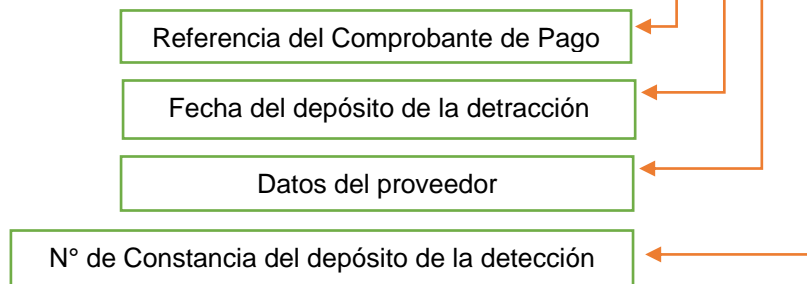 Referencia del Comprobante de Pago
Fecha del depósito de la detracción
Datos del proveedor
N° de Constancia del depósito de la detección